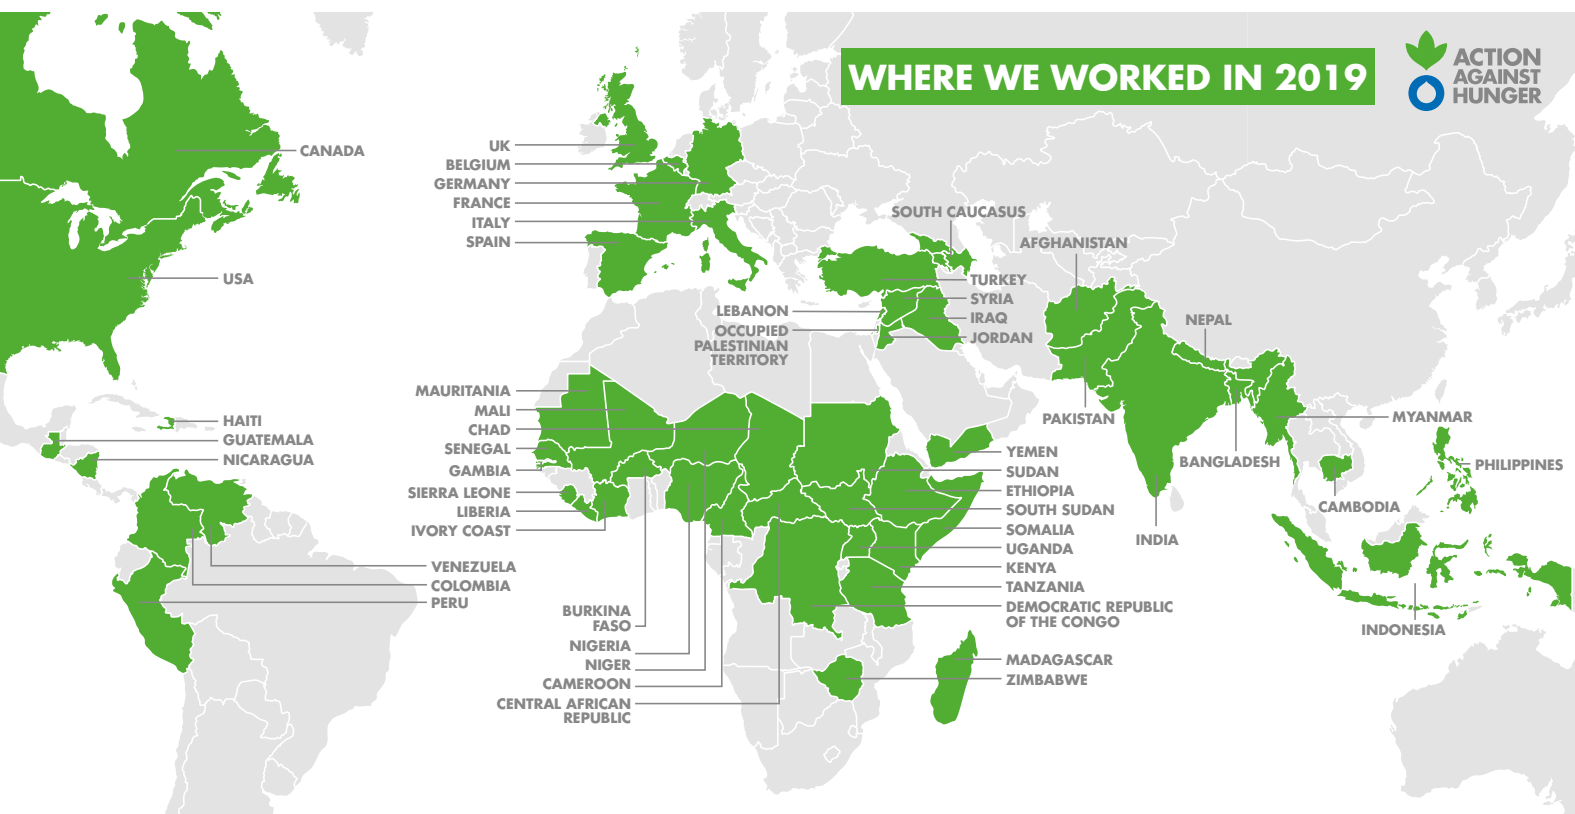 WHERE WE WORKED IN 2019
ACTION
AGAINST
HUNGER
CANADA
USA
HAITI
GUATEMALA
NICARAGUA
VENEZUELA
COLOMBIA
PERU
UK
BELGIUM
GERMANY
FRANCE
ITALY
SPAIN
MAURITANIA
MALI
CHAD
SENEGAL
GAMBIA
SIERRA LEONE
LIBERIA
IVORY COAST
BURKINA
FASO
NIGERIA
NIGER
CAMEROON
CENTRAL AFRICAN
REPUBLIC
LEBANON
OCCUPIED
PALESTINIAN
TERRITORY
SOUTH CAUCASUS
TURKEY
SYRIA
IRAQ
JORDAN
AFGHANISTAN
PAKISTAN
NEPAL
BANGLADESH
INDIA
MYANMAR
CAMBODIA
PHILIPPINES
INDONESIA
YEMEN
SUDAN
ETHIOPIA
SOUTH SUDAN
SOMALIA
UGANDA
KENYA
TANZANIA
DEMOCRATIC REPUBLIC
OF THE CONGO
MADAGASCAR
ZIMBABWE